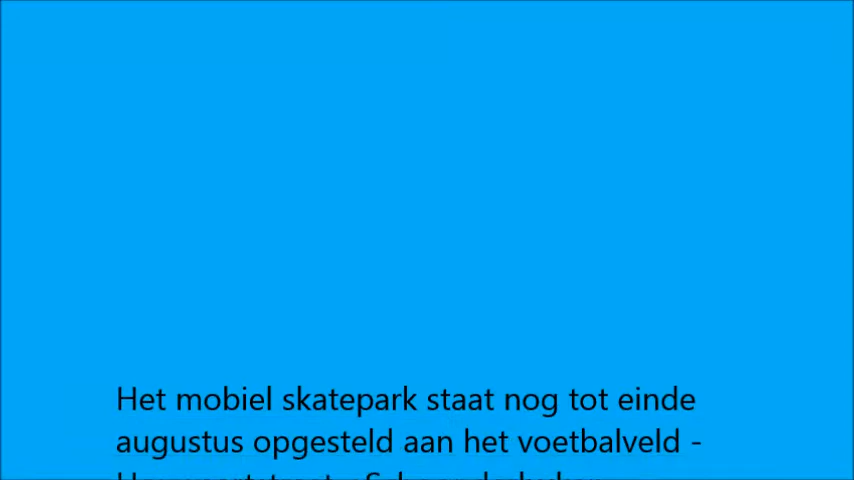 Het mobiel skatepark staat nog tot einde
augustus opgesteld aan het voetbalveld -